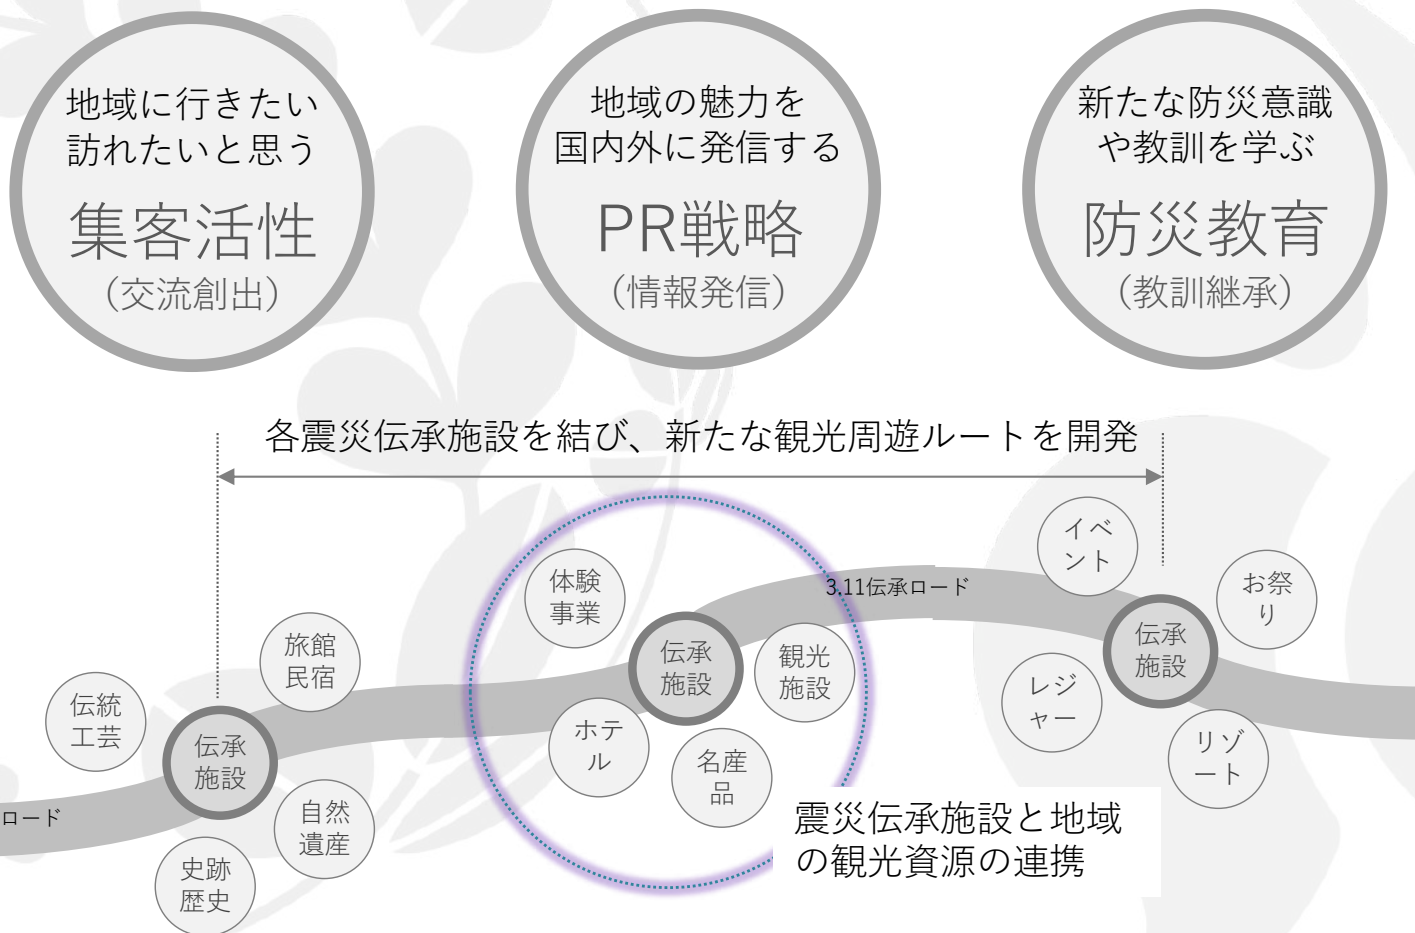 地域に行きたい
訪れたいと思う
集客活性
（交流創出）
地域の魅力を
国内外に発信する
PR戦略
（情報発信）
新たな防災意識
や教訓を学ぶ
防災教育
（教訓継承）
各震災伝承施設を結び、新たな観光周遊ルートを開発
伝統
工芸
旅館
民宿
伝承
施設
自然
遺産
史跡
歴史
ロード
体験
事業
伝承
施設
観光
施設
ホテ
ル
名産
品
3.11伝承ロード
イベ
ント
お祭
り
伝承
施設
レジ
ャー
リゾ
ート
震災伝承施設と地域
の観光資源の連携